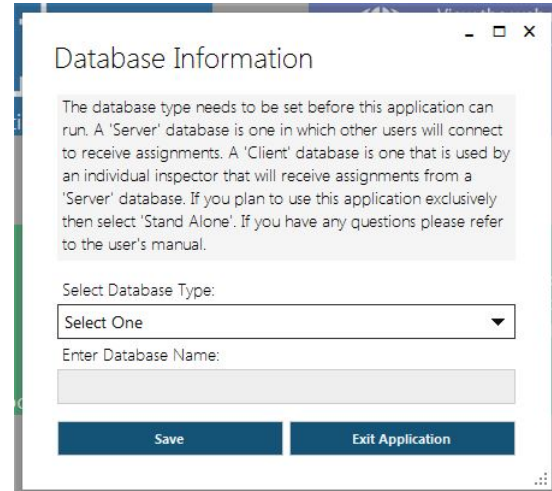 Database Information
The database type needs to be set before this application can
run. A 'Server' database is one in which other users will connect
to receive assignments. A 'Client' database is one that is used by
an individual inspector that will receive assignments from a
'Server' database. If you plan to use this application exclusively
then select 'Stand Alone'. If you have any questions please refer
to the user's manual.
Select Database Type:
Select One
Enter Database Name:
Save
Exit Application